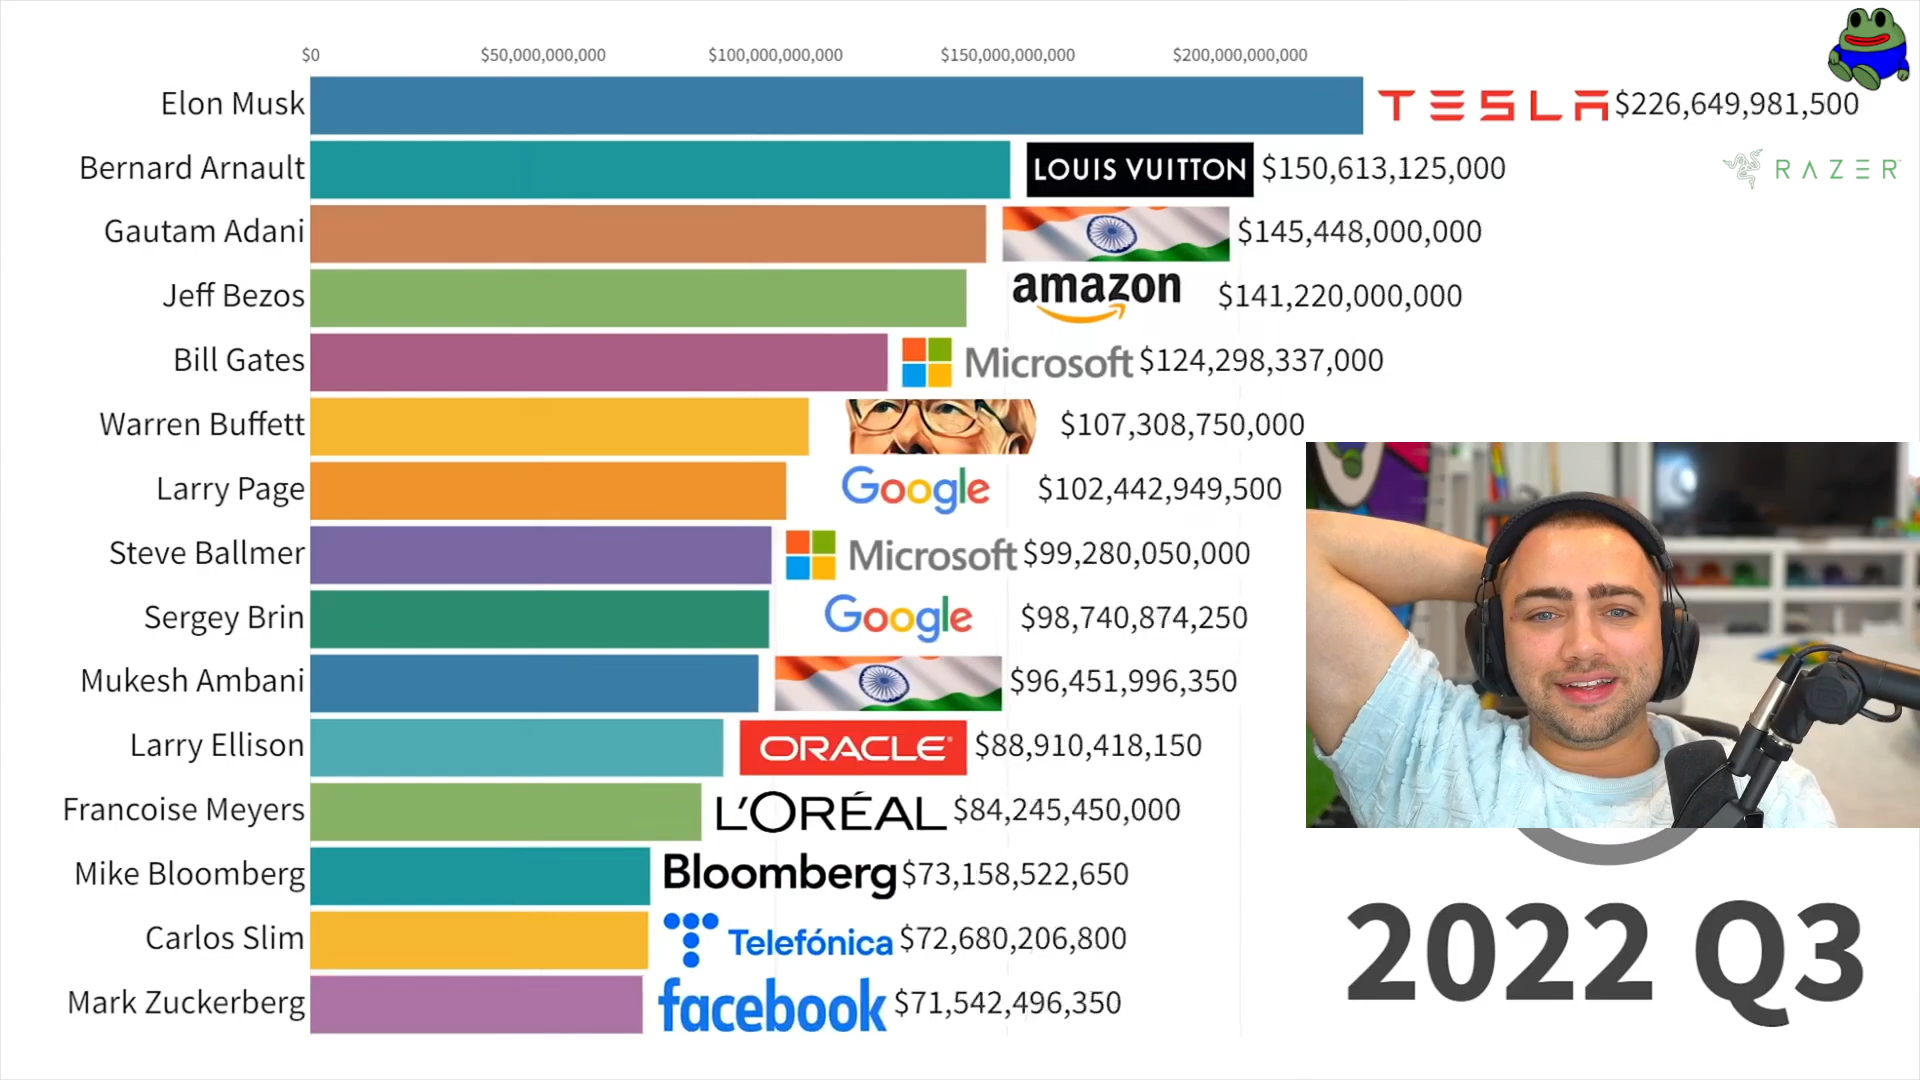 $0 $50,000,000,000 $100,000,000,000 $150,000,000,000 $200,000,000,000
Elon Musk TESLA $226,649,981,500
Bernard Arnault LOUIS VUITTON $150,613,125,000
RAZER
Gautam Adani $145,448,000,000
Jeff Bezos amazon $141,220,000,000
Bill Gates Microsoft $124,298,337,000
Warren Buffett $107,308,750,000
Larry Page Google $102,442,949,500
Steve Ballmer Microsoft $99,280,050,000
Sergey Brin Google $98,740,874,250
Mukesh Ambani $96,451,996,350
Larry Ellison ORACLE $88,910,418,150
Francoise Meyers L'ORÉAL $84,245,450,000
Mike Bloomberg Bloomberg $73,158,522,650
Carlos Slim Telefónica $72,680,206,800
Mark Zuckerberg facebook $71,542,496,350
2022 Q3